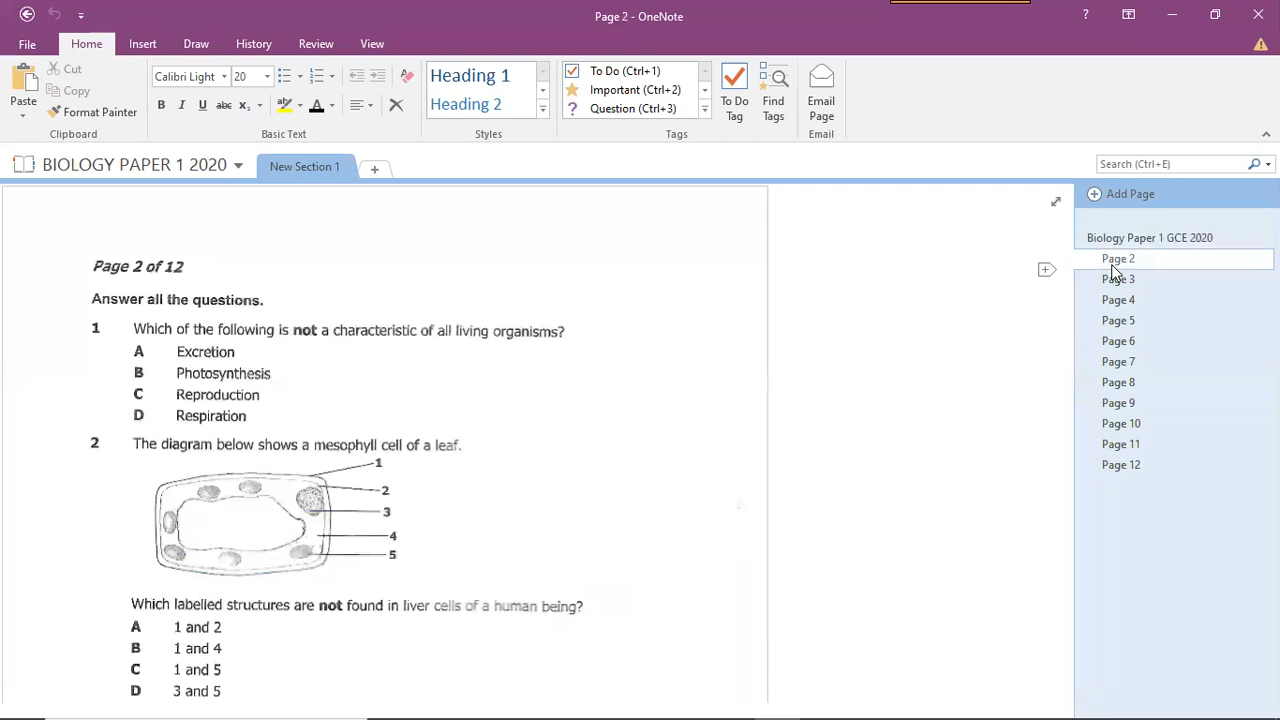 Page 2 - OneNote
File Home Insert Draw History Review View
Paste
Cut
Copy
Format Painter
Clipboard
Calibri Light 20
B I U abc X₂ A
Basic Text
Heading 1
Heading 2
Styles
To Do (Ctrl+1)
Important (Ctrl+2)
? Question (Ctrl+3)
Tags
To Do Tag
Find Tags
Email Page
Email
BIOLOGY PAPER 1 2020
New Section 1
Search (Ctrl+E)
Page 2 of 12
Answer all the questions.
1 Which of the following is not a characteristic of all living organisms?
A Excretion
B Photosynthesis
C Reproduction
D Respiration
2 The diagram below shows a mesophyll cell of a leaf.
1
2
3
4
5
Which labelled structures are not found in liver cells of a human being?
A 1 and 2
B 1 and 4
C 1 and 5
D 3 and 5
Add Page
Biology Paper 1 GCE 2020
Page 2
Page 3
Page 4
Page 5
Page 6
Page 7
Page 8
Page 9
Page 10
Page 11
Page 12